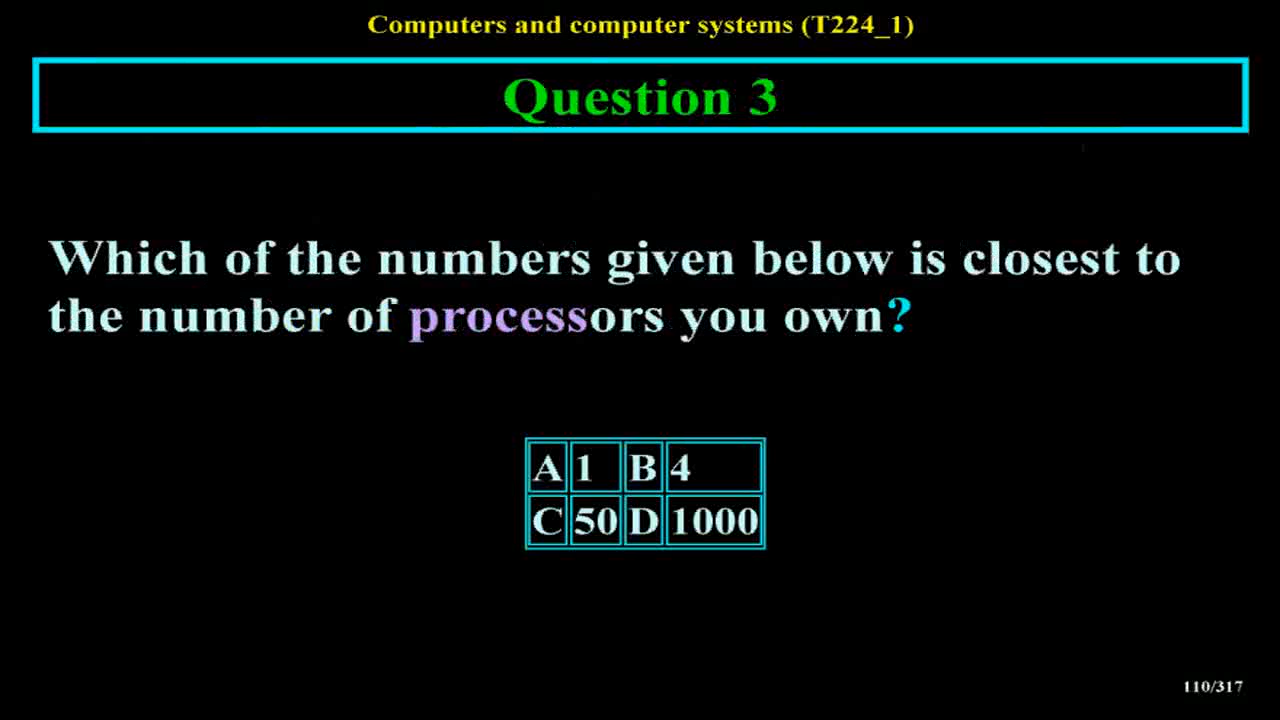 Computers and computer systems (T224_1)
Question 3
Which of the numbers given below is closest to
the number of processors you own?
A 1 B 4
C 50 D 1000
110/317